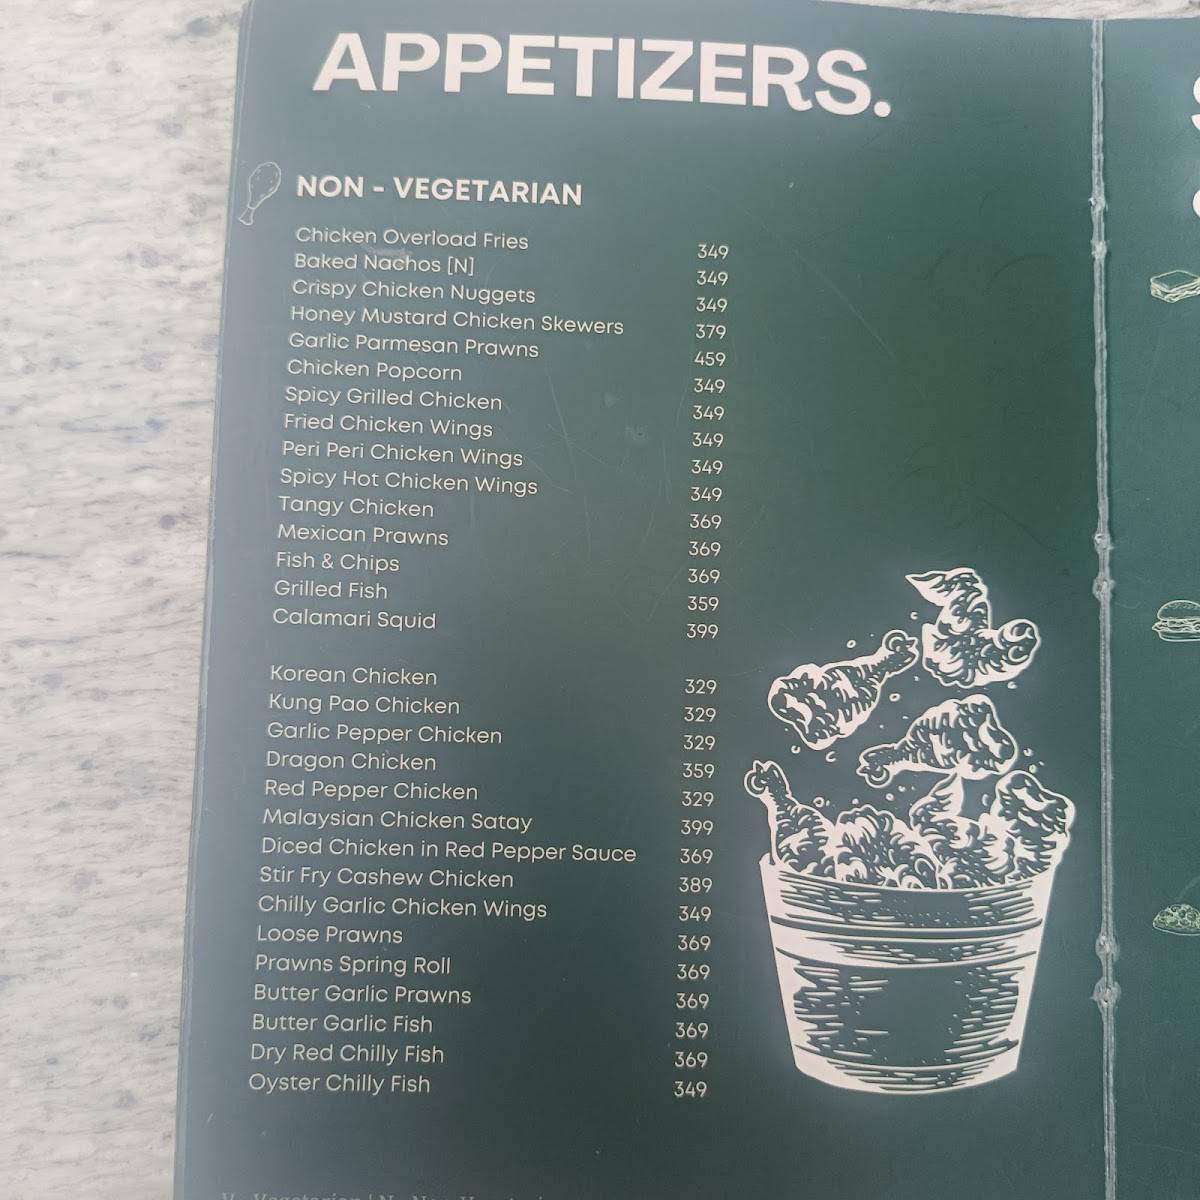 APPETIZERS.
NON - VEGETARIAN
Chicken Overload Fries 349
Baked Nachos [N] 349
Crispy Chicken Nuggets 349
Honey Mustard Chicken Skewers 379
Garlic Parmesan Prawns 459
Chicken Popcorn 349
Spicy Grilled Chicken 349
Fried Chicken Wings 349
Peri Peri Chicken Wings 349
Spicy Hot Chicken Wings 349
Tangy Chicken 369
Mexican Prawns 369
Fish & Chips 369
Grilled Fish 359
Calamari Squid 399
Korean Chicken 329
Kung Pao Chicken 329
Garlic Pepper Chicken 329
Dragon Chicken 359
Red Pepper Chicken 329
Malaysian Chicken Satay 399
Diced Chicken in Red Pepper Sauce 369
Stir Fry Cashew Chicken 389
Chilly Garlic Chicken Wings 349
Loose Prawns 369
Prawns Spring Roll 369
Butter Garlic Prawns 369
Butter Garlic Fish 369
Dry Red Chilly Fish 369
Oyster Chilly Fish 349